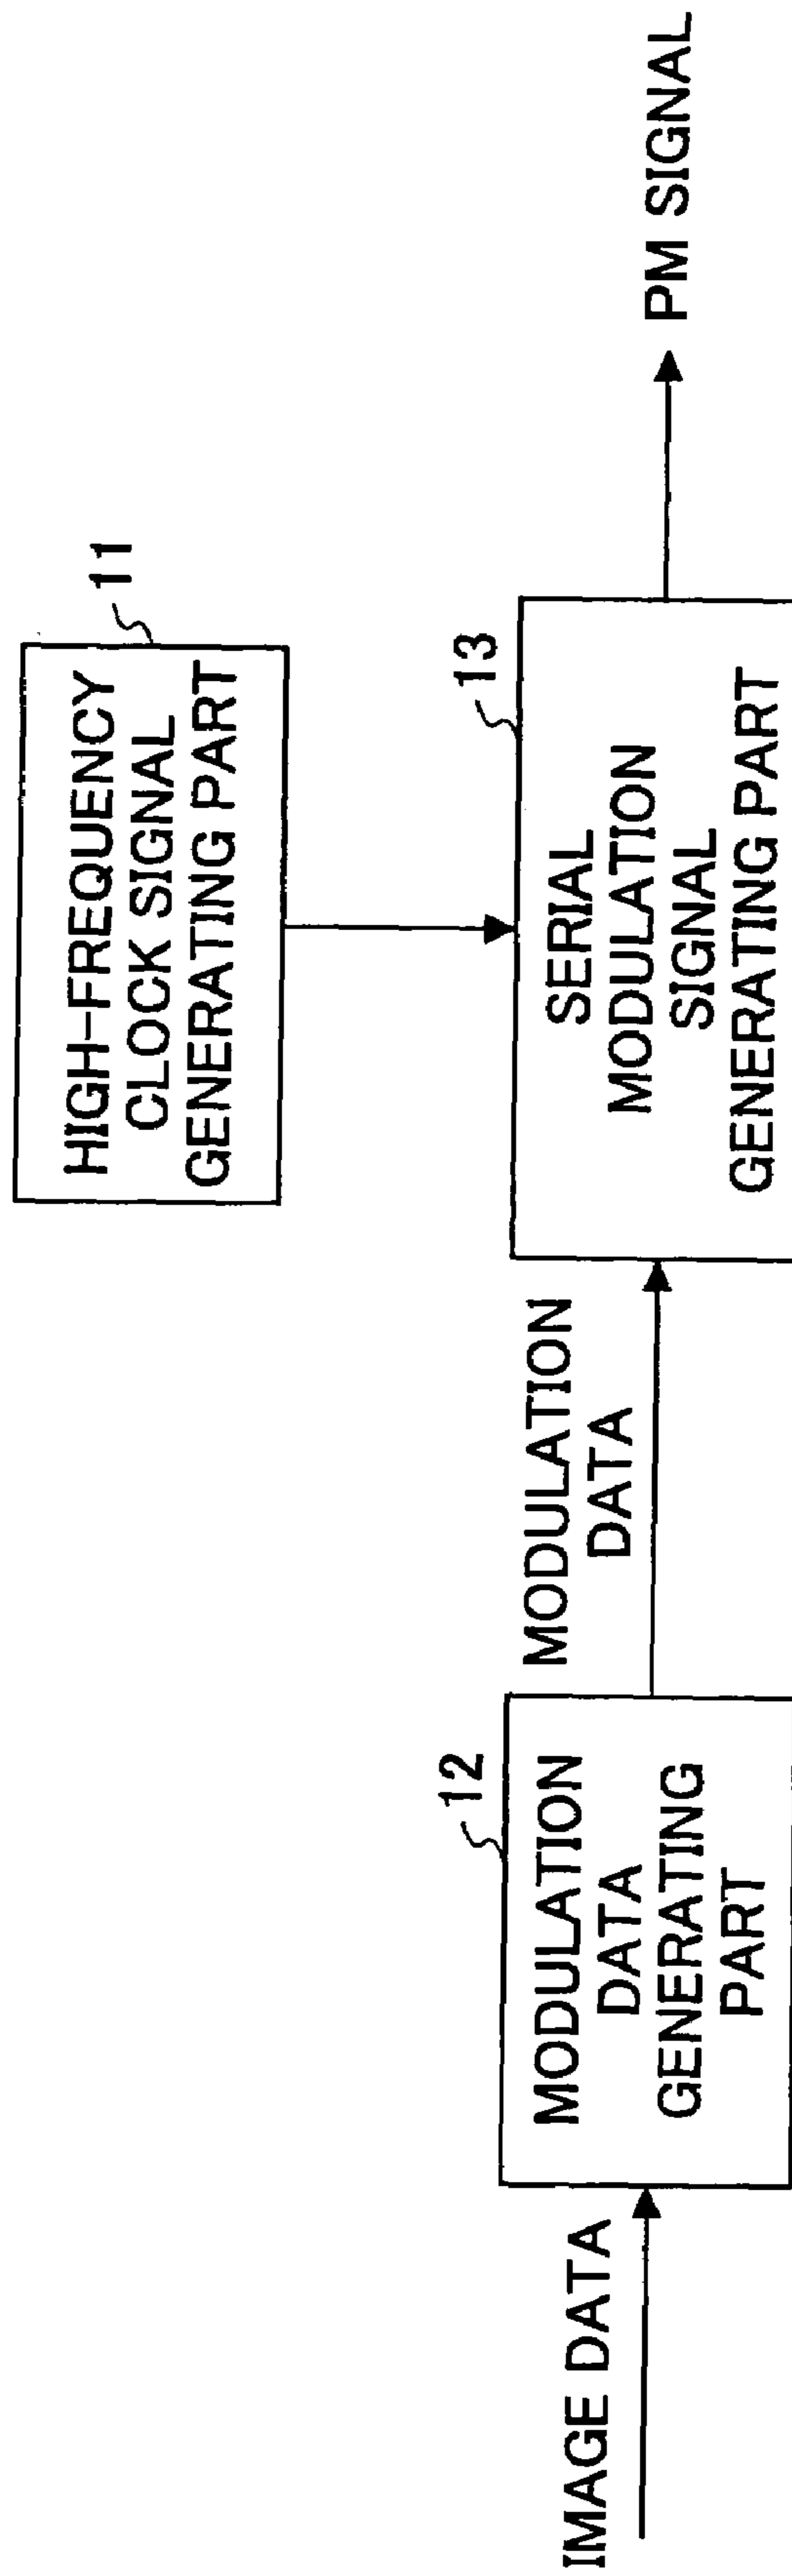 HIGH-FREQUENCY
CLOCK SIGNAL
GENERATING PART
11
IMAGE DATA
MODULATION
DATA
GENERATING
PART
12
MODULATION
DATA
SERIAL
MODULATION
SIGNAL
GENERATING PART
13
PM SIGNAL